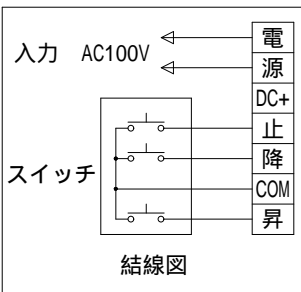 入力 AC100V
電
源
DC+
止
降
COM
昇
スイッチ
結線図